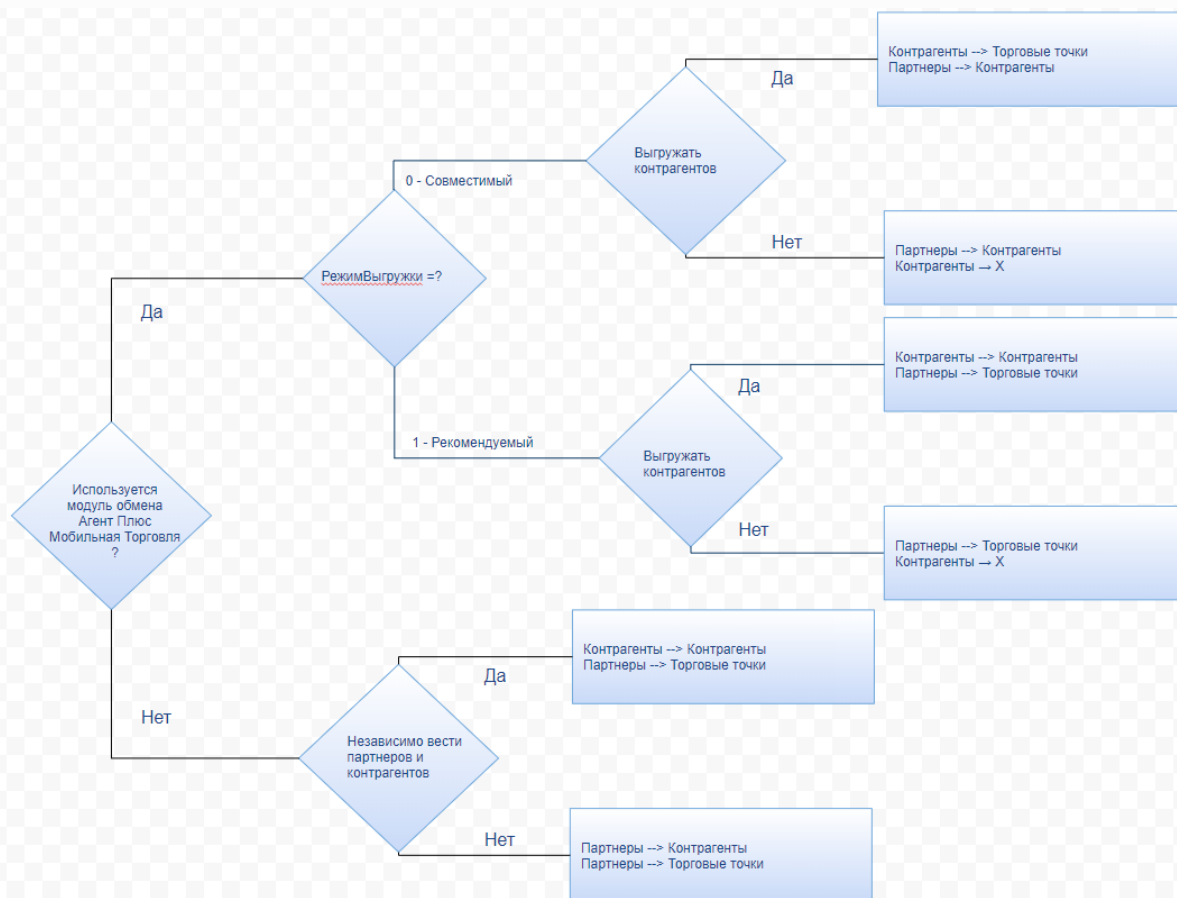 Контрагенты --> Торговые точки
Партнеры --> Контрагенты
Да
Выгружать
контрагентов
0 - Совместимый
Нет
Партнеры --> Контрагенты
Контрагенты → X
РежимВыгружки =?
Да
Контрагенты --> Контрагенты
Партнеры --> Торговые точки
Да
1 - Рекомендуемый
Выгружать
контрагентов
Используется
модуль обмена
Агент Плюс
Мобильная Торговля
?
Нет
Партнеры --> Торговые точки
Контрагенты → X
Контрагенты --> Контрагенты
Партнеры --> Торговые точки
Да
Нет
Независимо вести
партнеров и
контрагентов
Нет
Партнеры --> Контрагенты
Партнеры --> Торговые точки